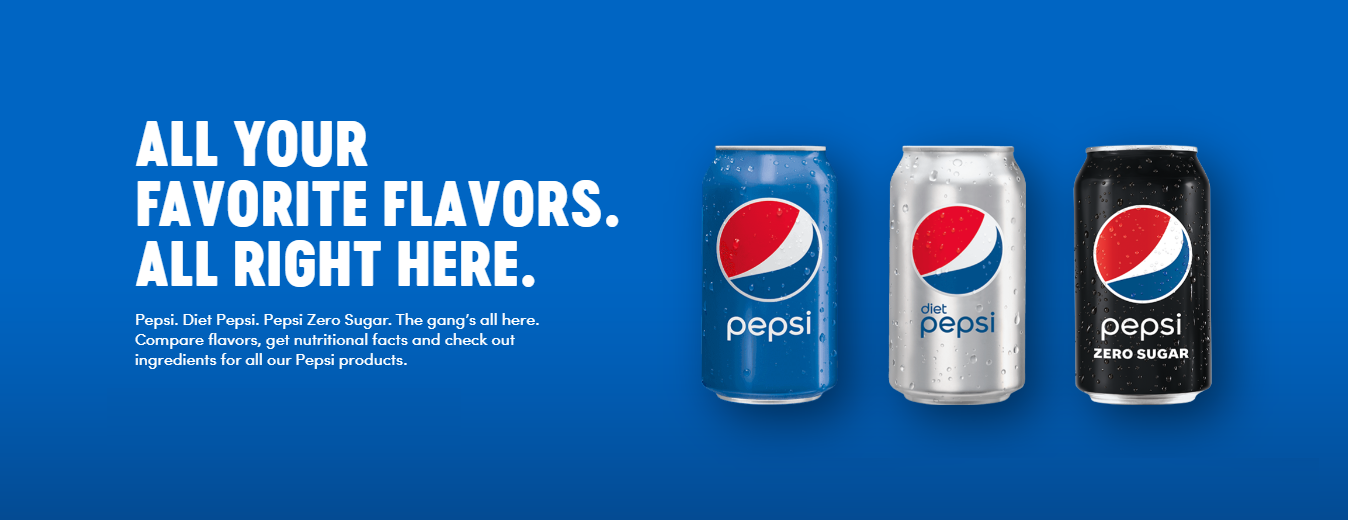 ALL YOUR
FAVORITE FLAVORS.
ALL RIGHT HERE.
Pepsi. Diet Pepsi. Pepsi Zero Sugar. The gang’s all here.
Compare flavors, get nutritional facts and check out
ingredients for all our Pepsi products.
pepsi
diet
pepsi
pepsi
ZERO SUGAR